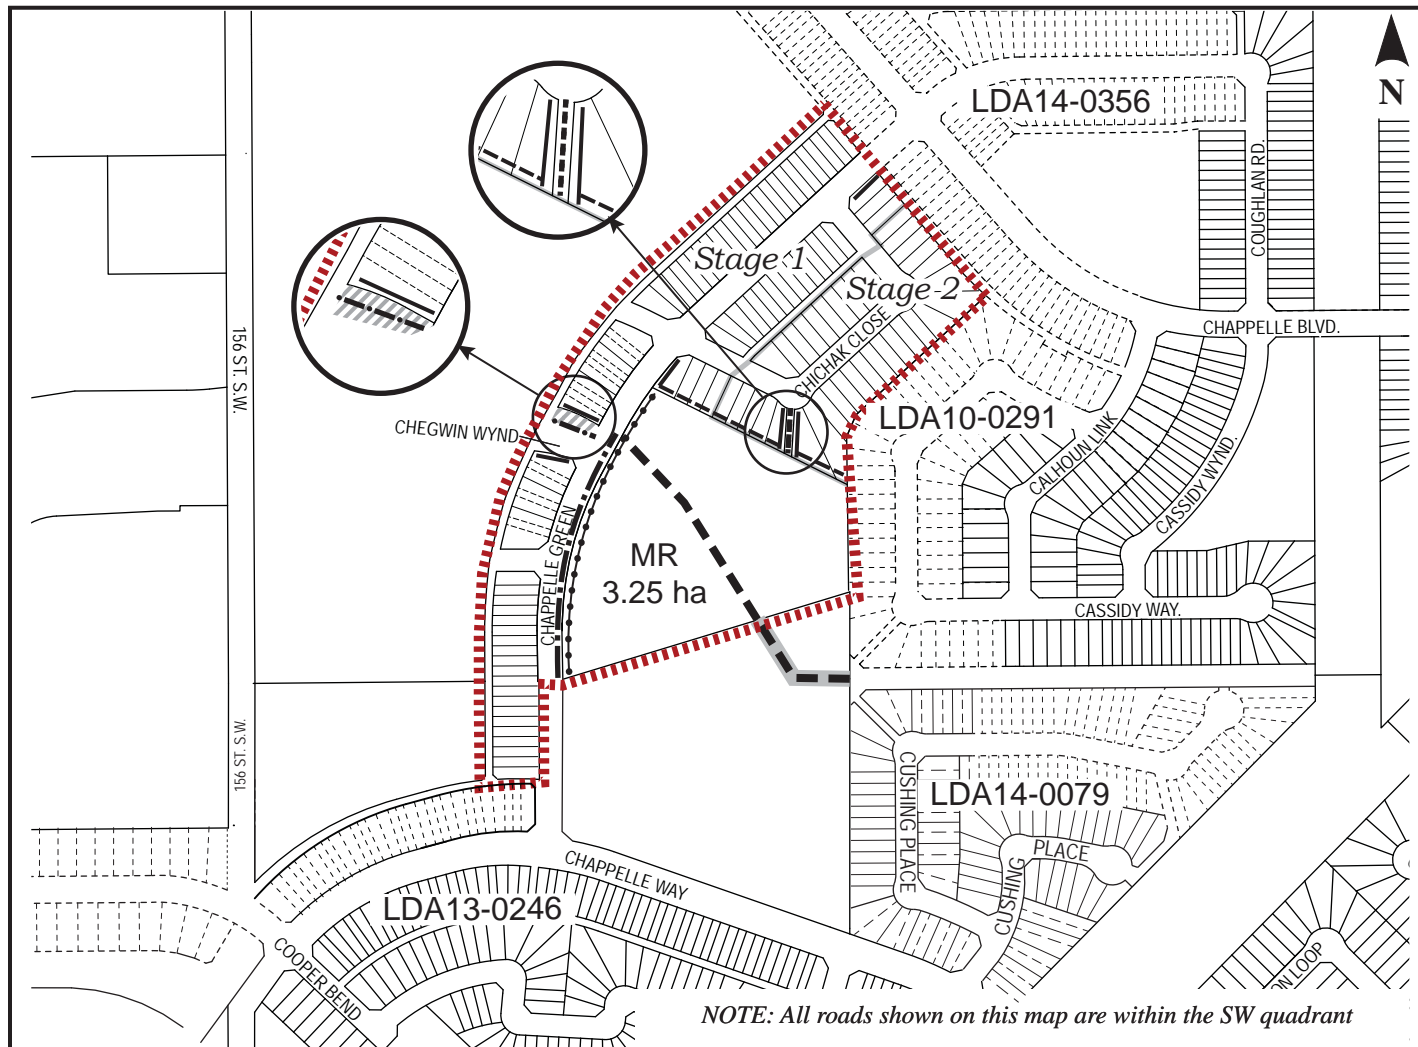 LDA14-0356
N
COUGHLAN RD.
Stage 1
Stage 2
CHAPPELLE BLVD.
156 ST. S.W.
CHICHAK CLOSE
LDA10-0291
CHEGWIN WYND
CALHOUN LINK
CASSIDY WYND.
CHAPPELLE GREEN
MR
3.25 ha
CASSIDY WAY.
156 ST. S.W.
CUSHING PLACE
LDA14-0079
CUSHING
PLACE
CHAPPELLE WAY
LDA13-0246
COOPER BEND
ON LOOP
NOTE: All roads shown on this map are within the SW quadrant